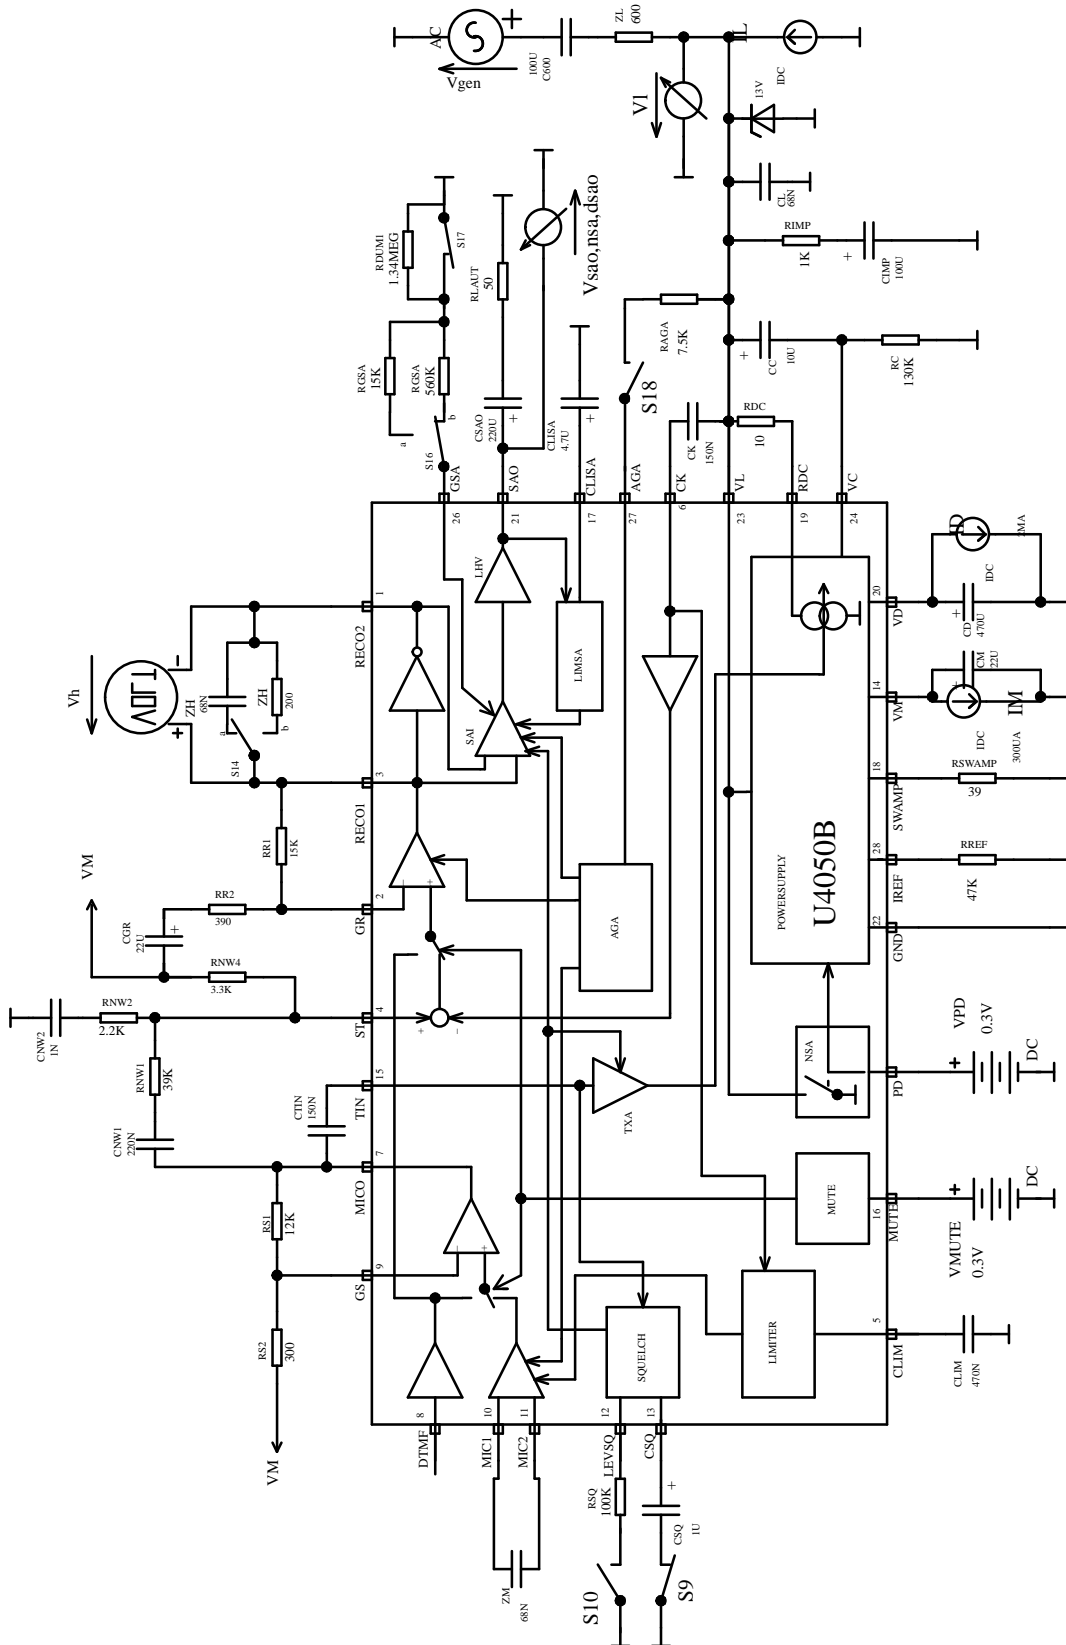 AC
+
Vgen
100U
C600
ZL
600
V1
IL
IDC
13V
CL
68N
RIMP
1K
+
CIMP
100U
RDUM1
1.34MEG
S17
RGSA
15K
RGSA
560K
a
b
S16
GSA
RLAUT
50
CSAO
220U
+
SAO
Vsao,nsa,dsao
CLISA
4.7U
+
CLISA
S18
RAGA
7.5K
AGA
CK
150N
CK
VL
RDC
10
RDC
+
CC
10U
VC
RC
130K
26
21
17
27
6
23
19
24
Vh
VOLT
+
-
ZH
68N
ZH
200
a
b
S14
RECO2
1
RECO1
3
RR1
15K
GR
2
VM
RR2
390
CGR
22U
+
RNW4
3.3K
CNW2
1N
RNW2
2.2K
ST
4
RNW1
39K
CNW1
220N
CTIN
150N
TIN
15
MICO
7
RS1
12K
GS
9
RS2
300
VM
LHV
LIMSA
SAI
AGA
TXA
+
-
-
+
-
+
POWERSUPPLY
U4050B
NSA
MUTE
LIMITER
SQUELCH
20
VD
+
CD
470U
ID
IDC
2MA
14
VM
+
CM
22U
IM
IDC
300UA
18
SWAMP
RSWAMP
39
28
IREF
RREF
47K
22
GND
PD
VPD
0.3V
+
DC
16
MUTE
VMUTE
0.3V
+
DC
5
CLIM
CLIM
470N
8
DTMF
10
MIC1
11
MIC2
ZM
68N
12
LEVSQ
RSQ
100K
S10
13
CSQ
+
CSQ
1U
S9